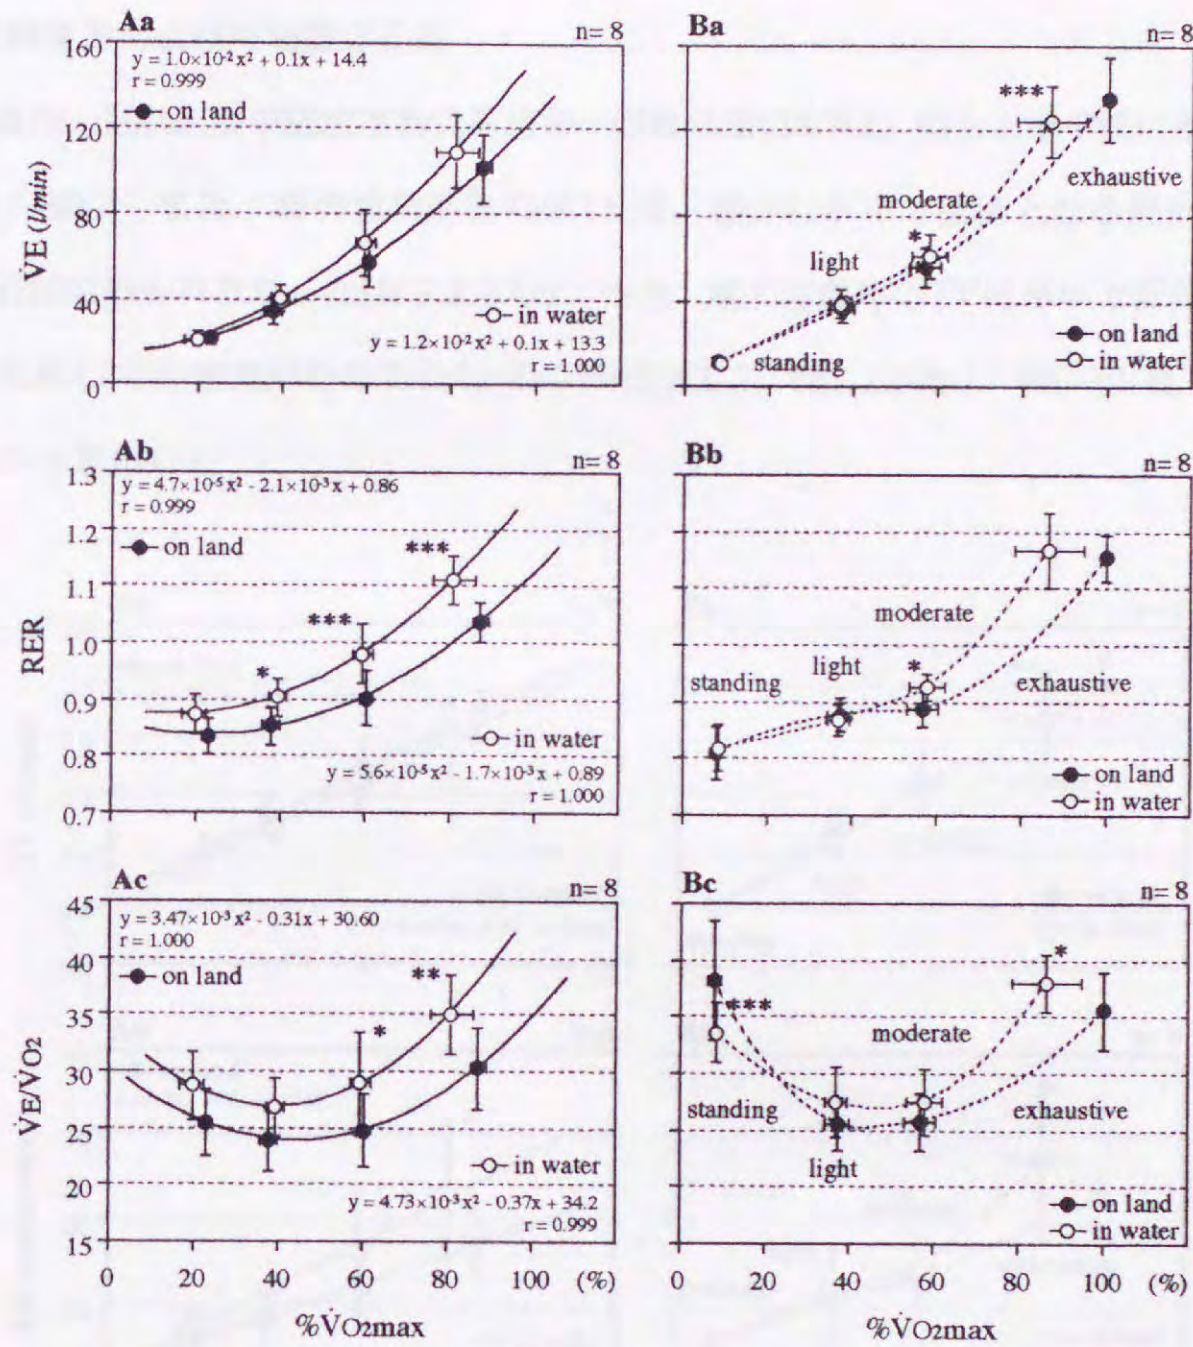 Aa
n= 8
160
y = 1.0×10⁻²x² + 0.1x + 14.4
r = 0.999
on land
120
V̇E (l/min)
80
40
in water
y = 1.2×10⁻²x² + 0.1x + 13.3
r = 1.000
0
Ba
n= 8
***
exhaustive
moderate
*
light
on land
in water
standing
Ab
n= 8
1.3
y = 4.7×10⁻⁵x² - 2.1×10⁻³x + 0.86
r = 0.999
1.2
on land
***
1.1
RER
1.0
***
*
0.9
in water
0.8
y = 5.6×10⁻⁵x² - 1.7×10⁻³x + 0.89
r = 1.000
0.7
Bb
n= 8
moderate
light
*
standing
exhaustive
on land
in water
Ac
n= 8
45
y = 3.47×10⁻³x² - 0.31x + 30.60
r = 1.000
40
on land
**
35
*
V̇E/V̇O2
30
25
in water
20
y = 4.73×10⁻³x² - 0.37x + 34.2
r = 0.999
15
0 20 40 60 80 100 (%)
%V̇O2max
Bc
n= 8
*
***
moderate
standing
exhaustive
light
on land
in water
0 20 40 60 80 100 (%)
%V̇O2max